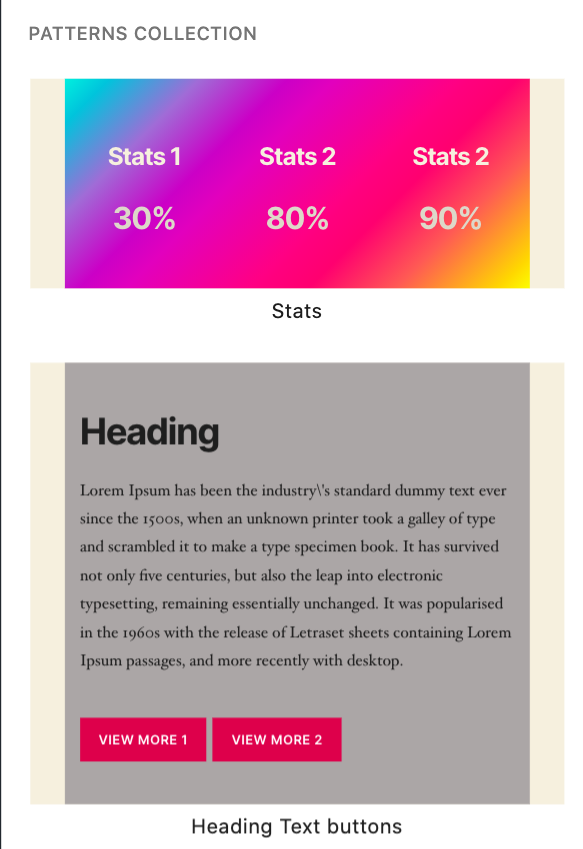 PATTERNS COLLECTION
Stats 1 Stats 2 Stats 2
30% 80% 90%
Stats
Heading
Lorem Ipsum has been the industry\'s standard dummy text ever
since the 1500s, when an unknown printer took a galley of type
and scrambled it to make a type specimen book. It has survived
not only five centuries, but also the leap into electronic
typesetting, remaining essentially unchanged. It was popularised
in the 1960s with the release of Letraset sheets containing Lorem
Ipsum passages, and more recently with desktop.
VIEW MORE 1 VIEW MORE 2
Heading Text buttons